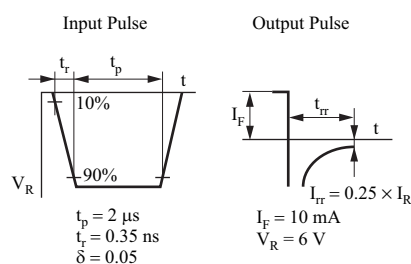 Input Pulse
Output Pulse
t_r
t_p
t
10%
90%
V_R
t_p = 2 μs
t_r = 0.35 ns
δ = 0.05
I_F
t_rr
t
I_rr = 0.25 × I_R
I_F = 10 mA
V_R = 6 V